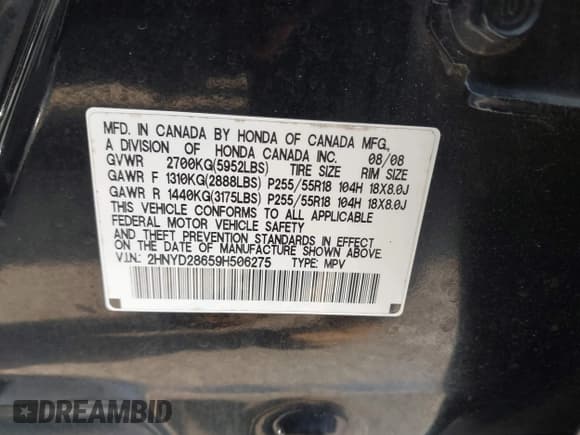 MFD. IN CANADA BY HONDA OF CANADA MFG.,
A DIVISION OF HONDA CANADA INC. 08/08
GVWR 2700KG(5952LBS) TIRE SIZE RIM SIZE
GAWR F 1310KG(2888LBS) P255/55R18 104H 18X8.0J
GAWR R 1440KG(3175LBS) P255/55R18 104H 18X8.0J
THIS VEHICLE CONFORMS TO ALL APPLICABLE
FEDERAL MOTOR VEHICLE SAFETY
AND THEFT PREVENTION STANDARDS IN EFFECT
ON THE DATE OF MANUFACTURE SHOWN ABOVE.
V.I.N.: 2HNYD28659H506275 TYPE: MPV
DREAMBID